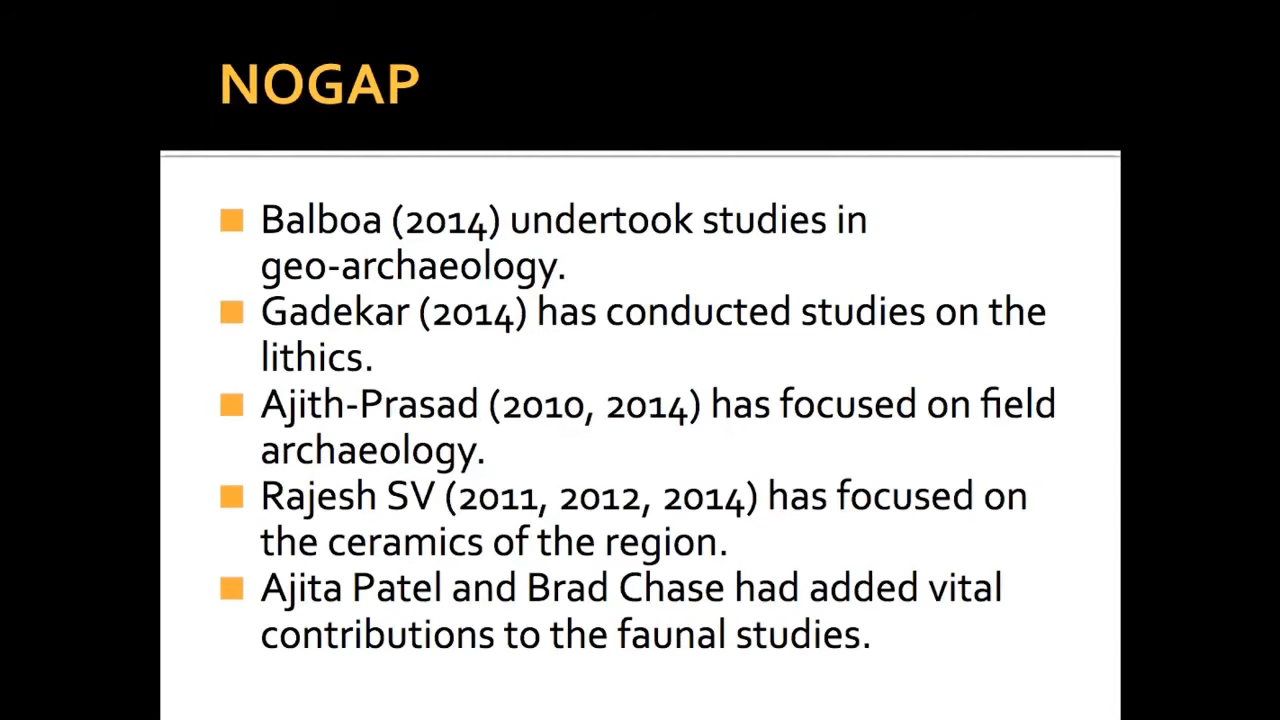 NOGAP
Balboa (2014) undertook studies in
geo-archaeology.
Gadekar (2014) has conducted studies on the
lithics.
Ajith-Prasad (2010, 2014) has focused on field
archaeology.
Rajesh SV (2011, 2012, 2014) has focused on
the ceramics of the region.
Ajita Patel and Brad Chase had added vital
contributions to the faunal studies.